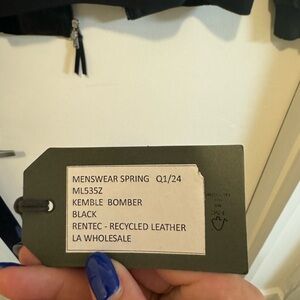 MENSWEAR SPRING Q1/24
ML535Z
KEMBLE BOMBER
BLACK
RENTEC - RECYCLED LEATHER
LA WHOLESALE